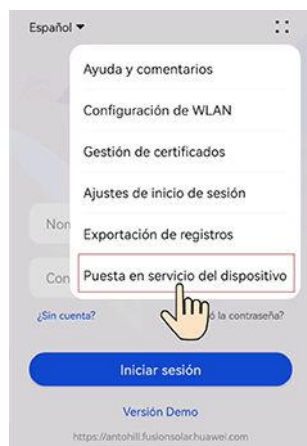 Español
Ayuda y comentarios
Configuración de WLAN
Gestión de certificados
Ajustes de inicio de sesión
Exportación de registros
Puesta en servicio del dispositivo
Nom
Con
¿Sin cuenta?
ó la contraseña?
Iniciar sesión
Versión Demo
https://antohill.fusionsolar.huawei.com